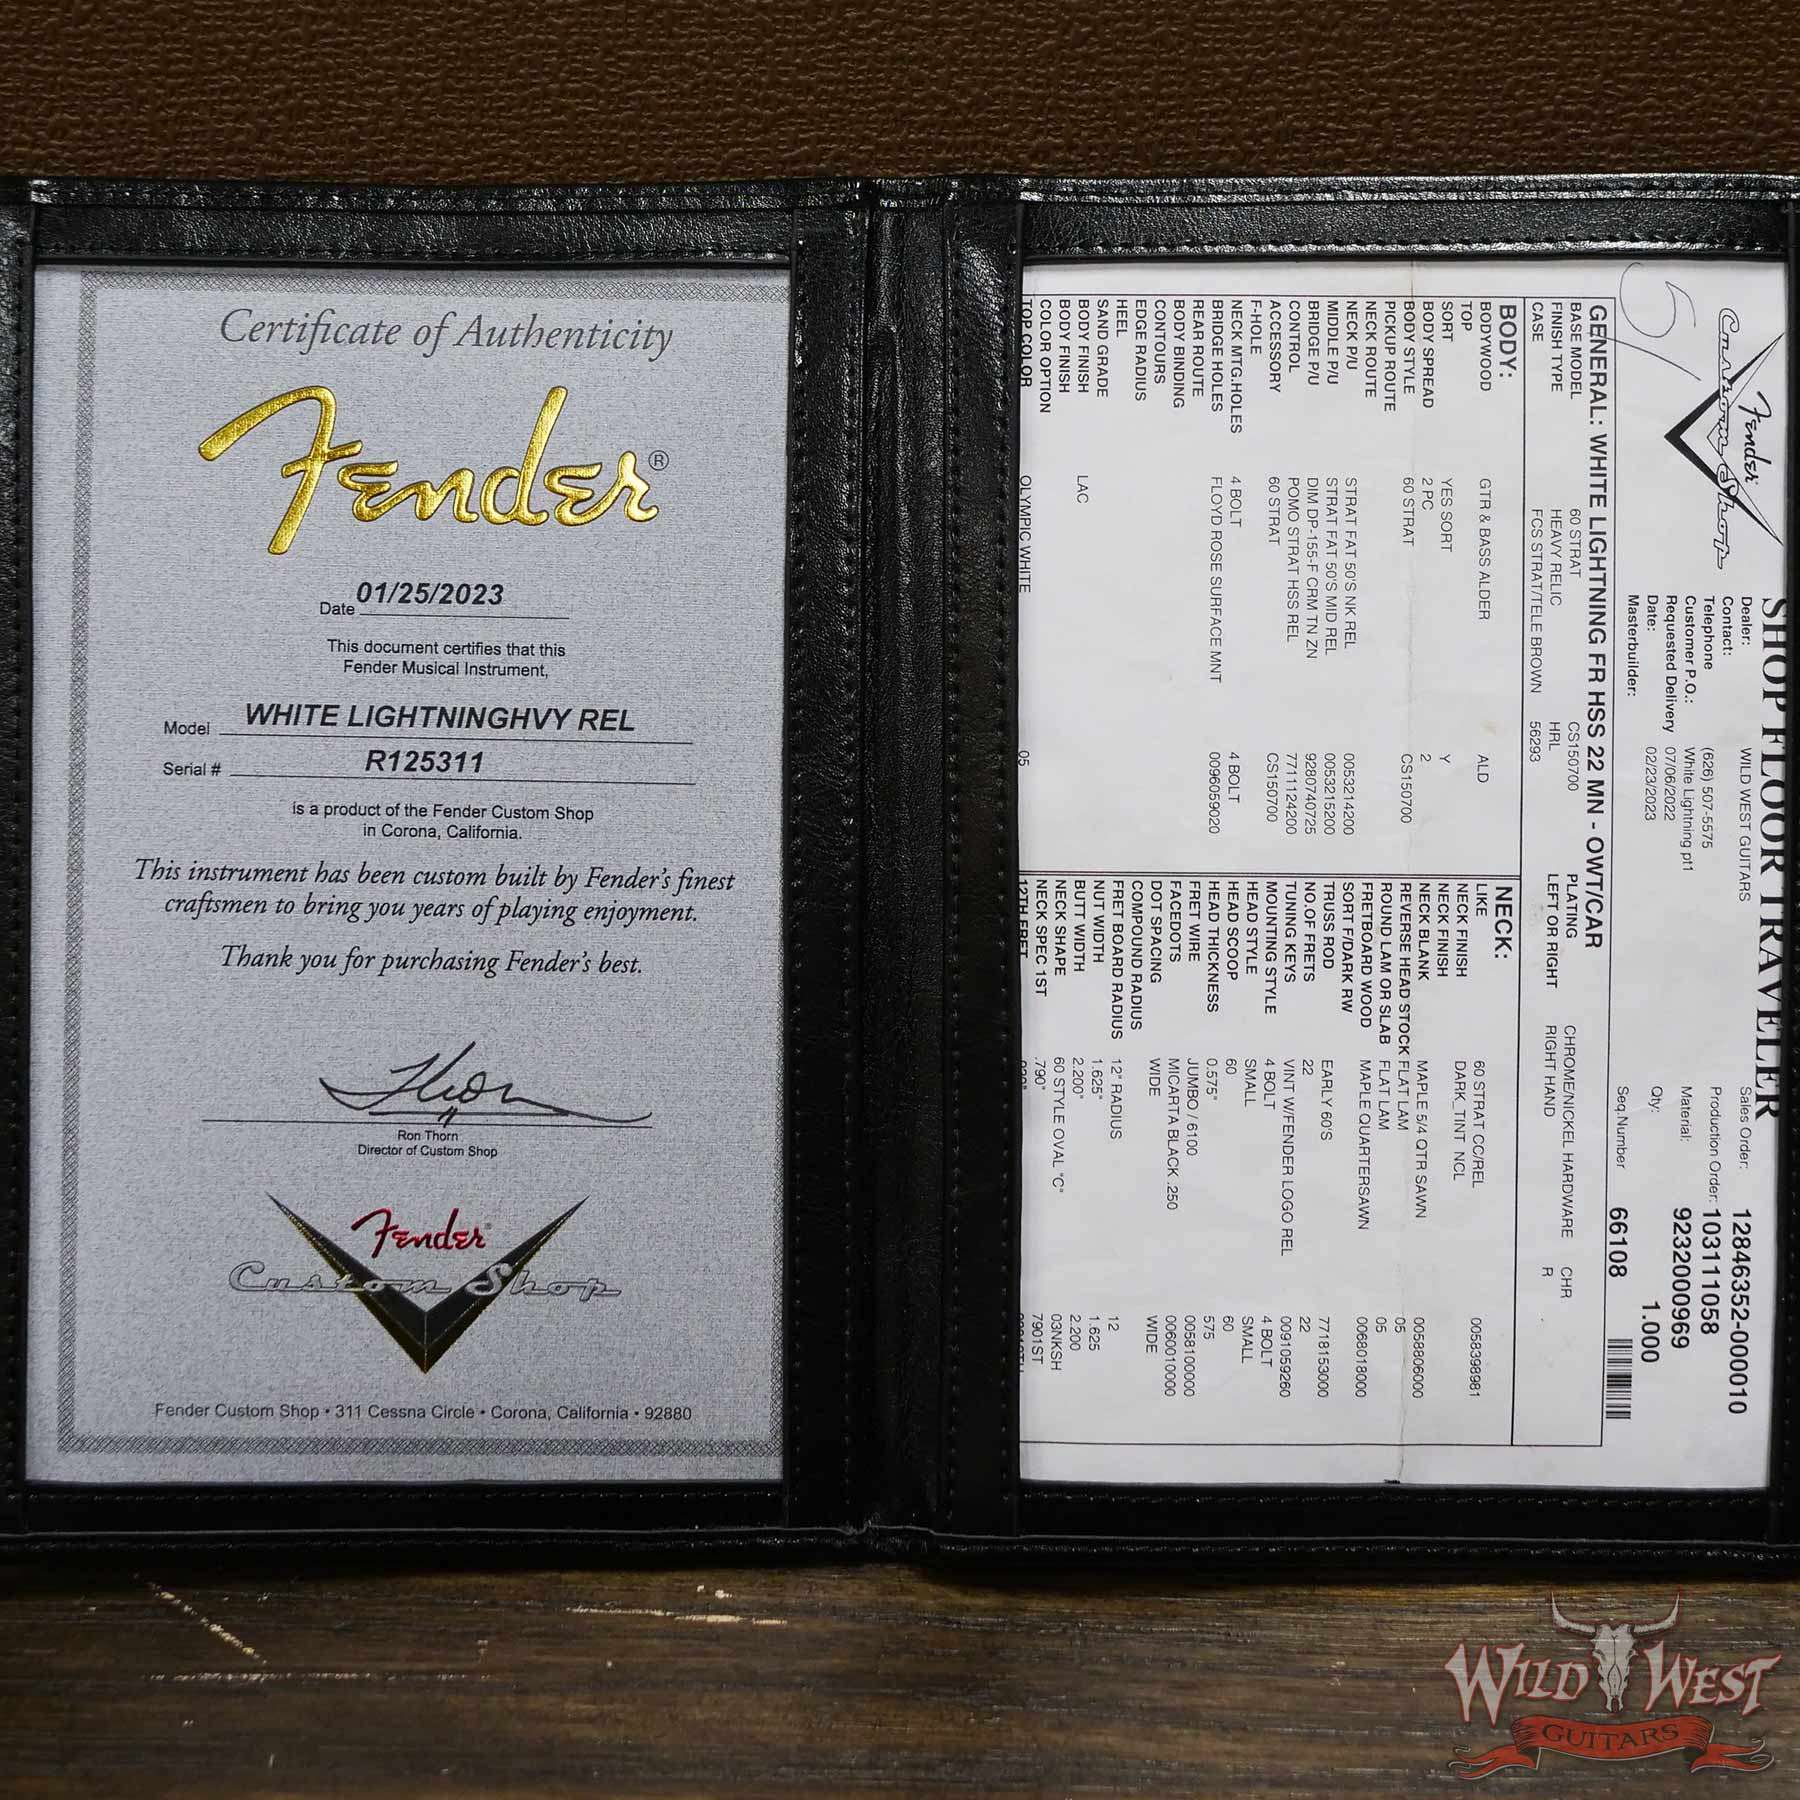 Certificate of Authenticity
Fender®
Date 01/25/2023
This document certifies that this
Fender Musical Instrument,
Model WHITE LIGHTNINGHVY REL
Serial # R125311
is a product of the Fender Custom Shop
in Corona, California.
This instrument has been custom built by Fender's finest
craftsmen to bring you years of playing enjoyment.
Thank you for purchasing Fender's best.
Ron Thorn
Director of Custom Shop
Fender
Custom Shop
Fender Custom Shop • 311 Cessna Circle • Corona, California • 92880
SHOP FLOOR TRAVELER
Fender
Custom Shop
Dealer: WILD WEST GUITARS
Contact:
Telephone (626) 507-5575
Customer P.O.: White Lightning pt1
Requested Delivery 07/06/2022
Date: 02/23/2023
Masterbuilder:
Sales Order: 12846352-000010
Production Order: 103111058
Material: 9232000969
Qty: 1.000
Seq.Number 66108
GENERAL: WHITE LIGHTNING FR HSS 22 MN - OWT/CAR
BASE MODEL 60 STRAT CS150700 PLATING CHROME/NICKEL HARDWARE CHR
FINISH TYPE HEAVY RELIC HRL LEFT OR RIGHT RIGHT HAND R
CASE FCS STRAT/TELE BROWN 56293
BODY:
BODYWOOD GTR & BASS ALDER ALD
TOP
SORT YES SORT Y
BODY SPREAD 2 PC 2
BODY STYLE 60 STRAT CS150700
PICKUP ROUTE
NECK ROUTE
NECK P/U STRAT FAT 50'S NK REL 0053214200
MIDDLE P/U STRAT FAT 50'S MID REL 0053215200
BRIDGE P/U DIM DP-155-F CRM TN ZN 9280740725
CONTROL POMO STRAT HSS REL 7711124200
ACCESSORY 60 STRAT CS150700
F-HOLE
NECK MTG.HOLES 4 BOLT 4 BOLT
BRIDGE HOLES FLOYD ROSE SURFACE MNT 0096059020
REAR ROUTE
BODY BINDING
CONTOURS
EDGE RADIUS
HEEL
SAND GRADE
BODY FINISH LAC
BODY FINISH
COLOR OPTION
TOP COLOR OLYMPIC WHITE 05
NECK:
LIKE 60 STRAT CC/REL 0058398981
NECK FINISH DARK_TINT NCL
NECK FINISH
NECK BLANK MAPLE 5/4 QTR SAWN 0058806000
REVERSE HEAD STOCK FLAT LAM 05
ROUND LAM OR SLAB FLAT LAM 05
FRETBOARD WOOD MAPLE QUARTERSAWN 0068018000
SORT F/DARK RW
TRUSS ROD EARLY 60'S 7718153000
NO.OF FRETS 22 22
TUNING KEYS VINT W/FENDER LOGO REL 0091059260
MOUNTING STYLE 4 BOLT 4 BOLT
HEAD STYLE SMALL SMALL
HEAD SCOOP 60 60
HEAD THICKNESS 0.575" 575
FRET WIRE JUMBO / 6100 0058100000
FACEDOTS MICARTA BLACK .250 0060010000
DOT SPACING WIDE WIDE
COMPOUND RADIUS
FRET BOARD RADIUS 12" RADIUS 12
NUT WIDTH 1.625" 1.625
BUTT WIDTH 2.200" 2.200
NECK SHAPE 60 STYLE OVAL "C" 03NKSH
NECK SPEC 1ST .790" 7901ST
12TH FRET
WILD WEST
GUITARS